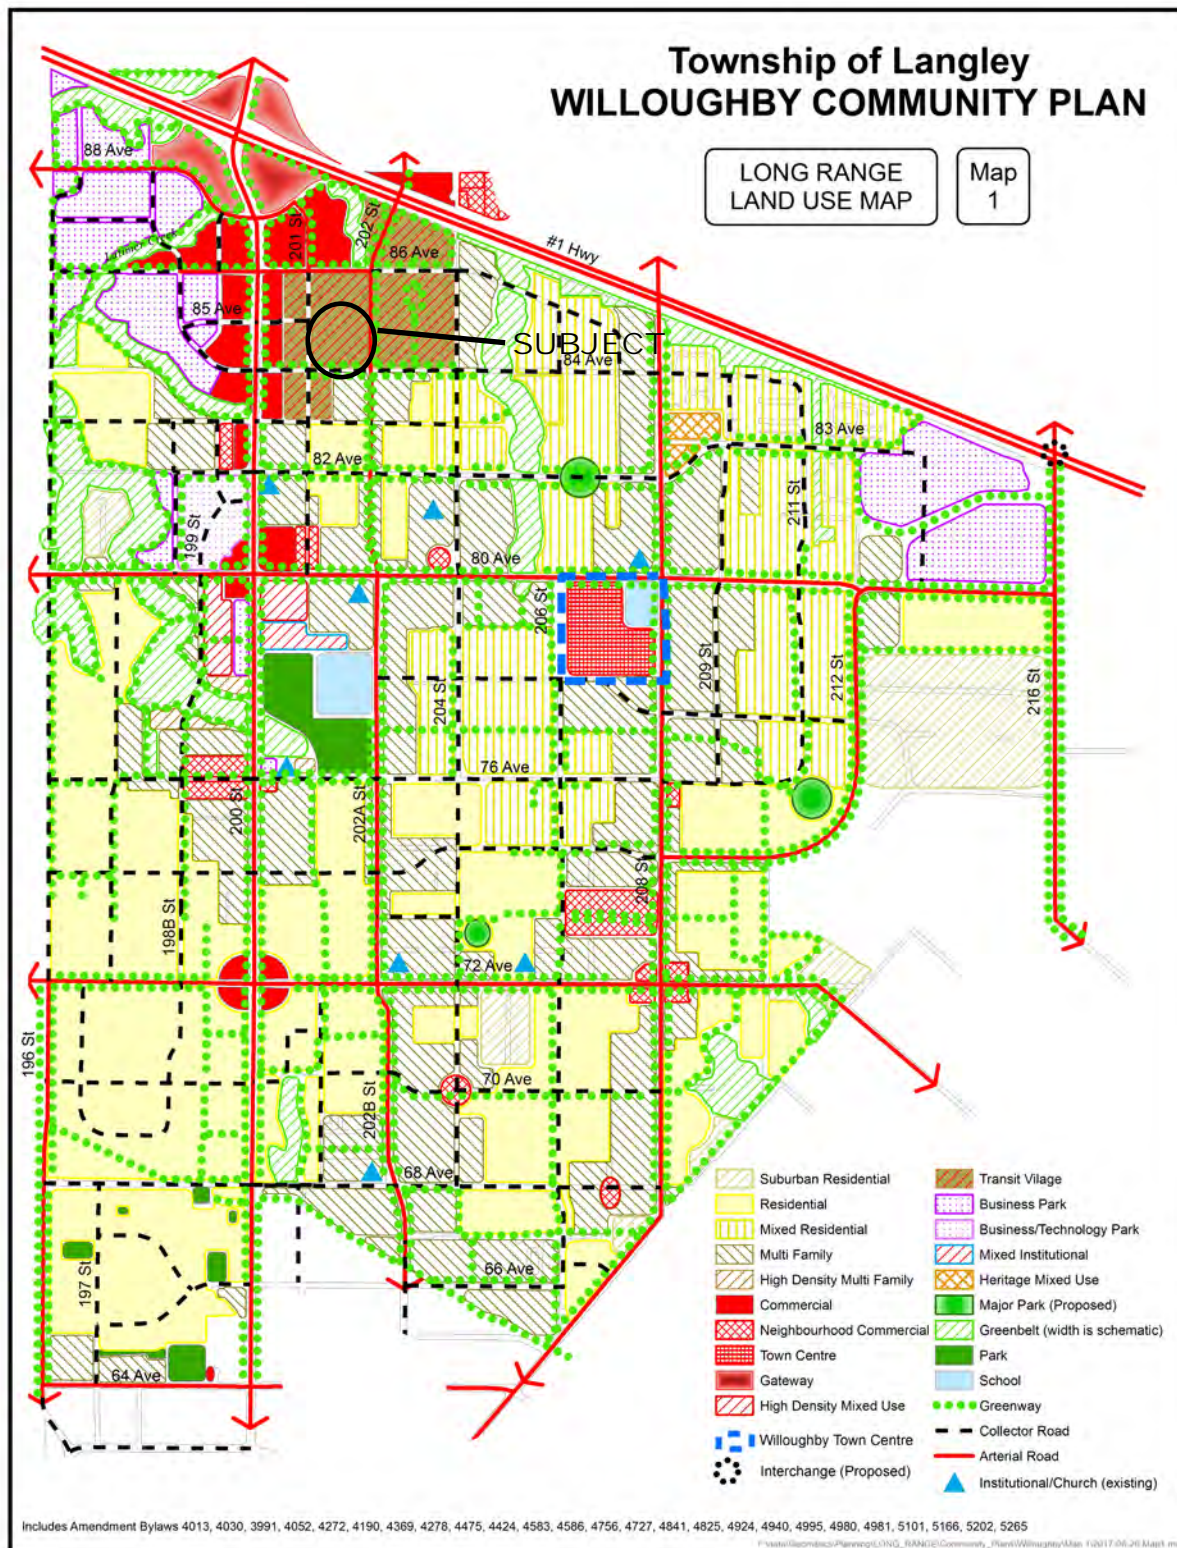 Township of Langley
WILLOUGHBY COMMUNITY PLAN
LONG RANGE
LAND USE MAP
Map
1
88 Ave
Latimer Creek
201 St
202 St
86 Ave
#1 Hwy
85 Ave
SUBJECT
84 Ave
83 Ave
82 Ave
199 St
211 St
80 Ave
206 St
204 St
209 St
212 St
216 St
76 Ave
200 St
202A St
208 St
198B St
72 Ave
196 St
70 Ave
202B St
68 Ave
197 St
66 Ave
64 Ave
Suburban Residential
Residential
Mixed Residential
Multi Family
High Density Multi Family
Commercial
Neighbourhood Commercial
Town Centre
Gateway
High Density Mixed Use
Willoughby Town Centre
Interchange (Proposed)
Transit Vilage
Business Park
Business/Technology Park
Mixed Institutional
Heritage Mixed Use
Major Park (Proposed)
Greenbelt (width is schematic)
Park
School
Greenway
Collector Road
Arterial Road
Institutional/Church (existing)
Includes Amendment Bylaws 4013, 4030, 3991, 4052, 4272, 4190, 4369, 4278, 4475, 4424, 4583, 4586, 4756, 4727, 4841, 4825, 4924, 4940, 4995, 4980, 4981, 5101, 5166, 5202, 5265